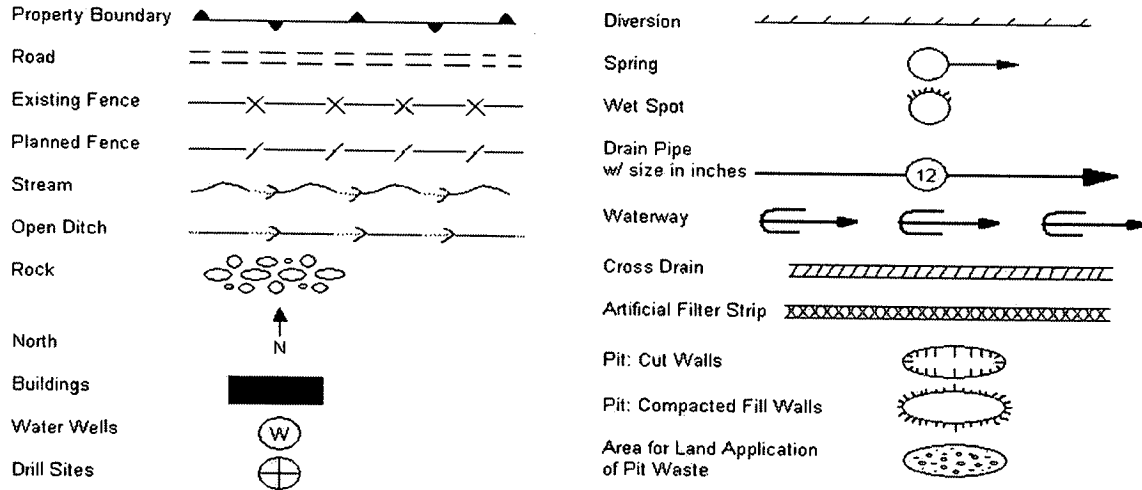 Property Boundary
Road
Existing Fence
Planned Fence
Stream
Open Ditch
Rock
North
N
Buildings
Water Wells
W
Drill Sites
Diversion
Spring
Wet Spot
Drain Pipe
w/ size in inches
12
Waterway
Cross Drain
Artificial Filter Strip
Pit: Cut Walls
Pit: Compacted Fill Walls
Area for Land Application
of Pit Waste